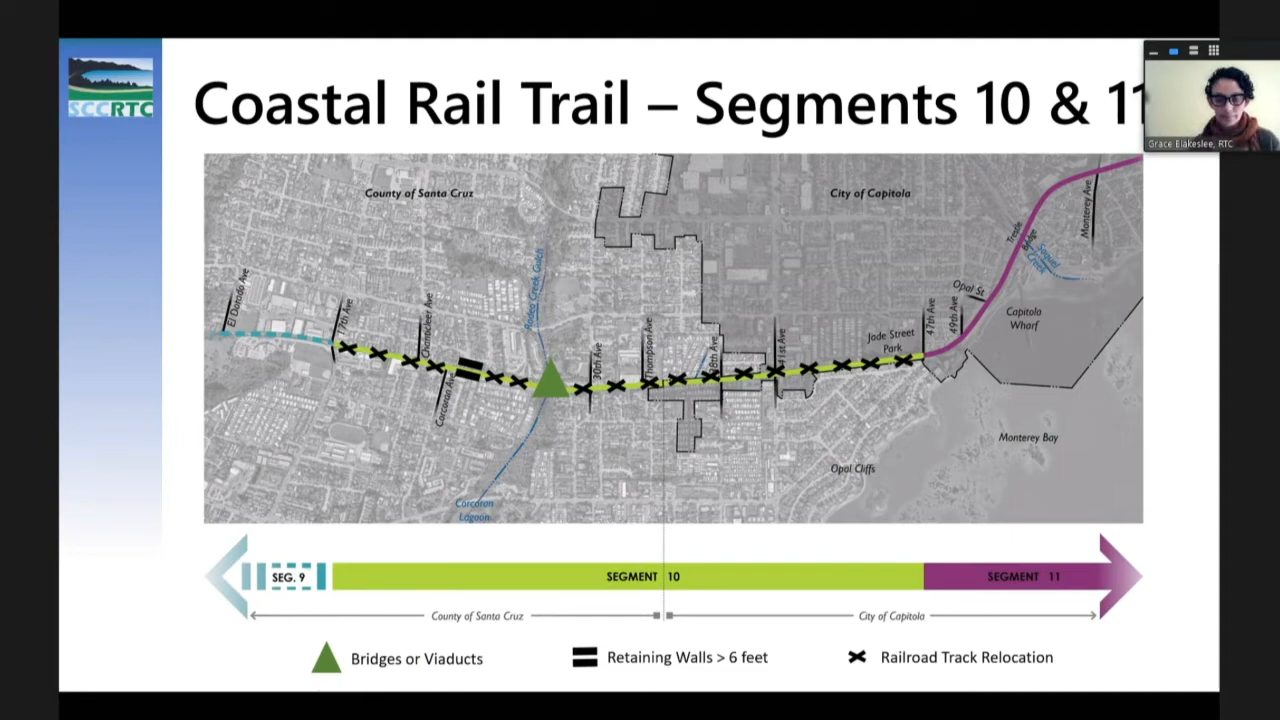 SCCRTC
Coastal Rail Trail – Segments 10 & 11
Grace Blakeslee, RTC
County of Santa Cruz
City of Capitola
El Dorado Ave
17th Ave
Chanticleer Ave
Corcoran Ave
Rodeo Creek Gulch
Corcoran
Lagoon
30th Ave
Thompson Ave
38th Ave
41st Ave
Jade Street
Park
47th Ave
49th Ave
Opal St
Trestle
Bridge
Soquel
Creek
Monterey Ave
Capitola
Wharf
Monterey Bay
Opal Cliffs
SEG. 9
SEGMENT 10
SEGMENT 11
County of Santa Cruz
City of Capitola
Bridges or Viaducts
Retaining Walls > 6 feet
Railroad Track Relocation